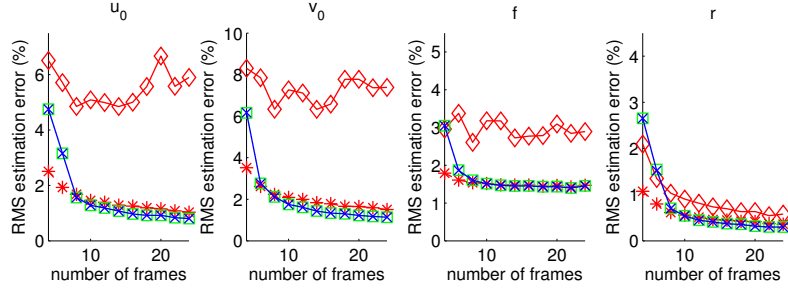 u₀
RMS estimation error (%)
0
2
4
6
10
20
number of frames
v₀
RMS estimation error (%)
0
2
4
6
8
10
10
20
number of frames
f
RMS estimation error (%)
0
1
2
3
4
5
10
20
number of frames
r
RMS estimation error (%)
0
1
2
3
4
10
20
number of frames